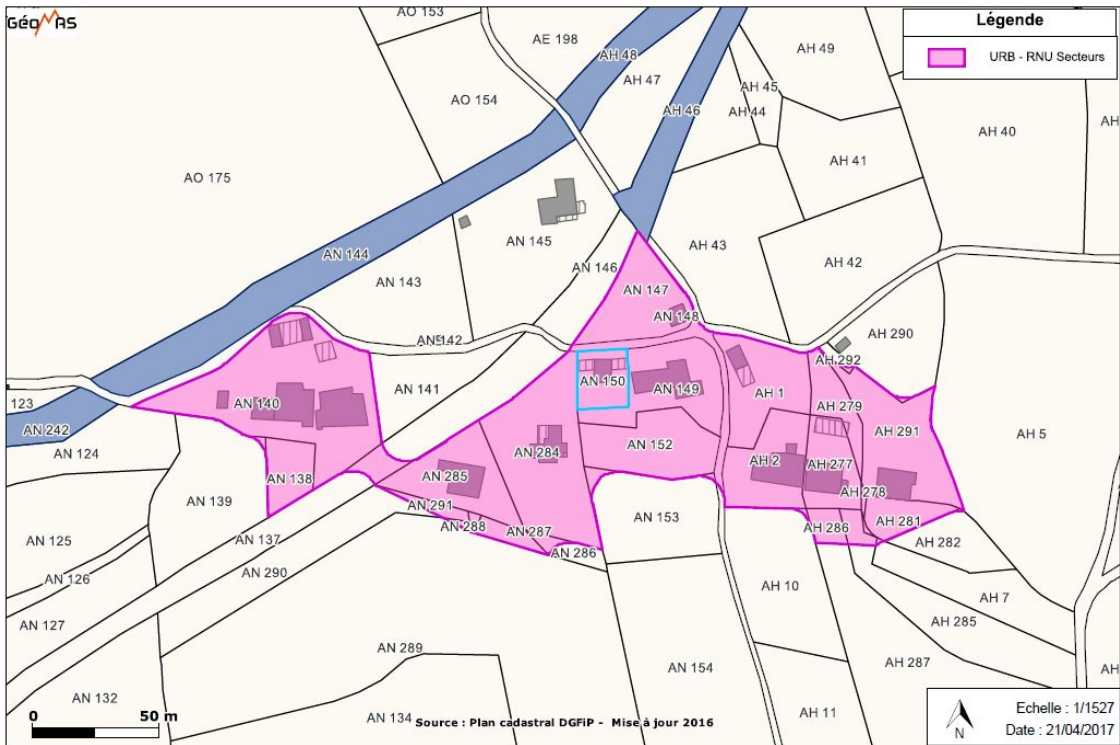 GéoMAS
Légende
URB - RNU Secteurs
AO 153
AE 198
AH 48
AH 47
AH 46
AH 45
AH 44
AH 49
AH 40
AH
AO 154
AH 41
AO 175
AN 145
AH 43
AH 42
AN 144
AN 143
AN 146
AN 147
AN 148
AH 290
AN 142
AH 292
123
AN 141
AN 150
AN 149
AH 1
AH 279
AN 140
AH 291
AH 5
AN 242
AN 124
AN 284
AN 152
AH 2
AH 277
AN 285
AN 138
AH 278
AN 139
AN 291
AN 288
AN 287
AN 153
AH 286
AH 281
AN 125
AN 137
AN 286
AH 282
AN 126
AN 290
AH 10
AH 7
AN 127
AH 285
AN 289
AN 154
AH 287
AH
AN 132
AN 134
AH 11
0 50 m
Source : Plan cadastral DGFiP - Mise à jour 2016
N
Echelle : 1/1527
Date : 21/04/2017